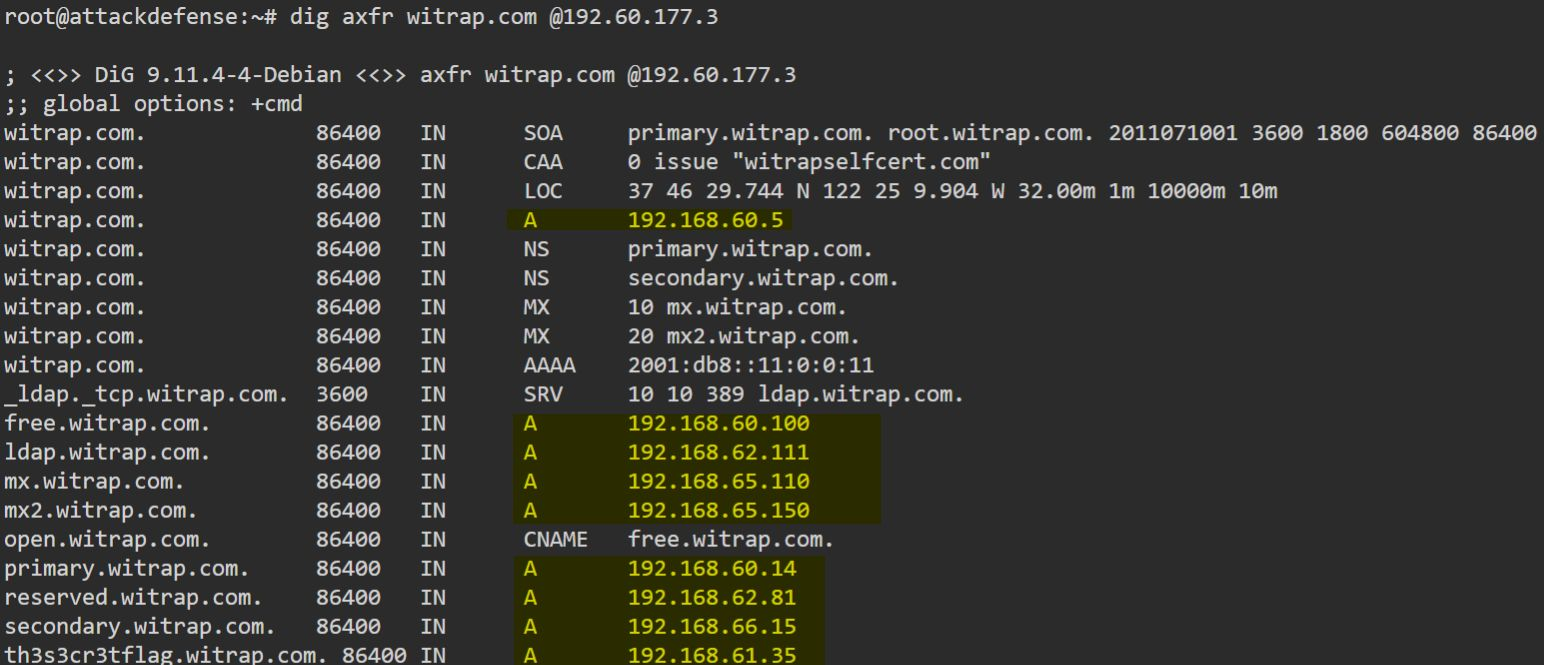 root@attackdefense:~# dig axfr witrap.com @192.60.177.3
; <<>> DiG 9.11.4-4-Debian <<>> axfr witrap.com @192.60.177.3
;; global options: +cmd
witrap.com. 86400 IN SOA primary.witrap.com. root.witrap.com. 2011071001 3600 1800 604800 86400
witrap.com. 86400 IN CAA 0 issue "witrapselfcert.com"
witrap.com. 86400 IN LOC 37 46 29.744 N 122 25 9.904 W 32.00m 1m 10000m 10m
witrap.com. 86400 IN A 192.168.60.5
witrap.com. 86400 IN NS primary.witrap.com.
witrap.com. 86400 IN NS secondary.witrap.com.
witrap.com. 86400 IN MX 10 mx.witrap.com.
witrap.com. 86400 IN MX 20 mx2.witrap.com.
witrap.com. 86400 IN AAAA 2001:db8::11:0:0:11
_ldap._tcp.witrap.com. 3600 IN SRV 10 10 389 ldap.witrap.com.
free.witrap.com. 86400 IN A 192.168.60.100
ldap.witrap.com. 86400 IN A 192.168.62.111
mx.witrap.com. 86400 IN A 192.168.65.110
mx2.witrap.com. 86400 IN A 192.168.65.150
open.witrap.com. 86400 IN CNAME free.witrap.com.
primary.witrap.com. 86400 IN A 192.168.60.14
reserved.witrap.com. 86400 IN A 192.168.62.81
secondary.witrap.com. 86400 IN A 192.168.66.15
th3s3cr3tflag.witrap.com. 86400 IN A 192.168.61.35